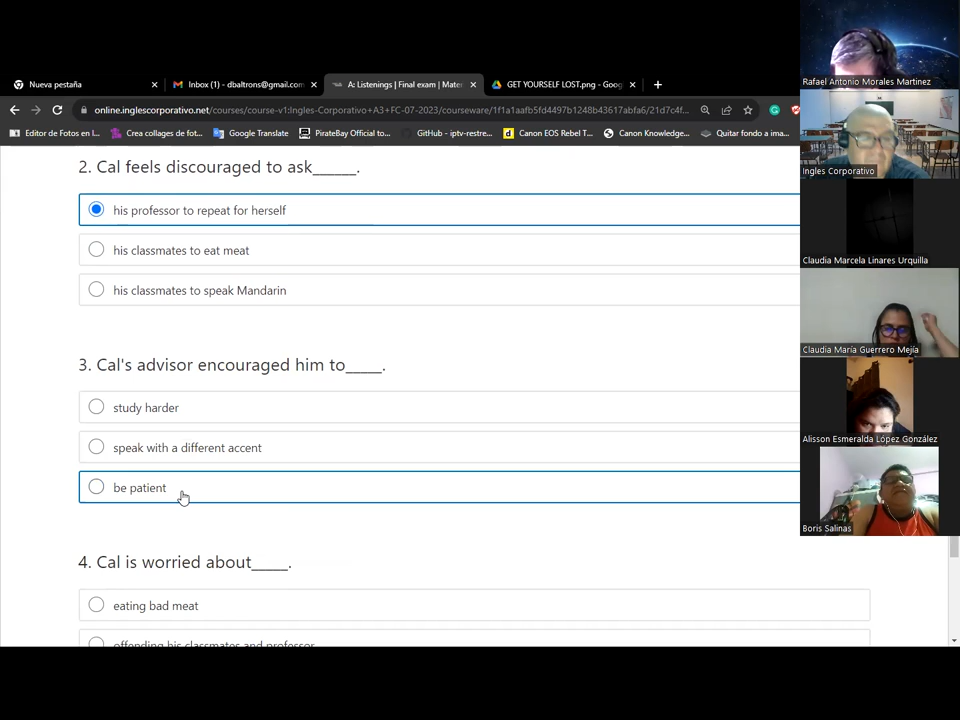 Nueva pestaña
Inbox (1) - dbaltrons@gmail.com
A: Listenings | Final exam | Mater
GET YOURSELF LOST.png - Goog
online.inglescorporativo.net/courses/course-v1:Ingles-Corporativo+A3+FC-07-2023/courseware/1f1a1aafb5fd4497b1248b43617abfa6/21d7c4f...
Editor de Fotos en l...
Crea collages de fot...
Google Translate
PirateBay Official to...
GitHub - iptv-restre...
Canon EOS Rebel T...
Canon Knowledge...
Quitar fondo a ima...
2. Cal feels discouraged to ask______.
his professor to repeat for herself
his classmates to eat meat
his classmates to speak Mandarin
3. Cal's advisor encouraged him to_____.
study harder
speak with a different accent
be patient
4. Cal is worried about_____.
eating bad meat
offending his classmates and professor
Rafael Antonio Morales Martinez
Ingles Corporativo
Claudia Marcela Linares Urquilla
Claudia María Guerrero Mejía
Alisson Esmeralda López González
Boris Salinas